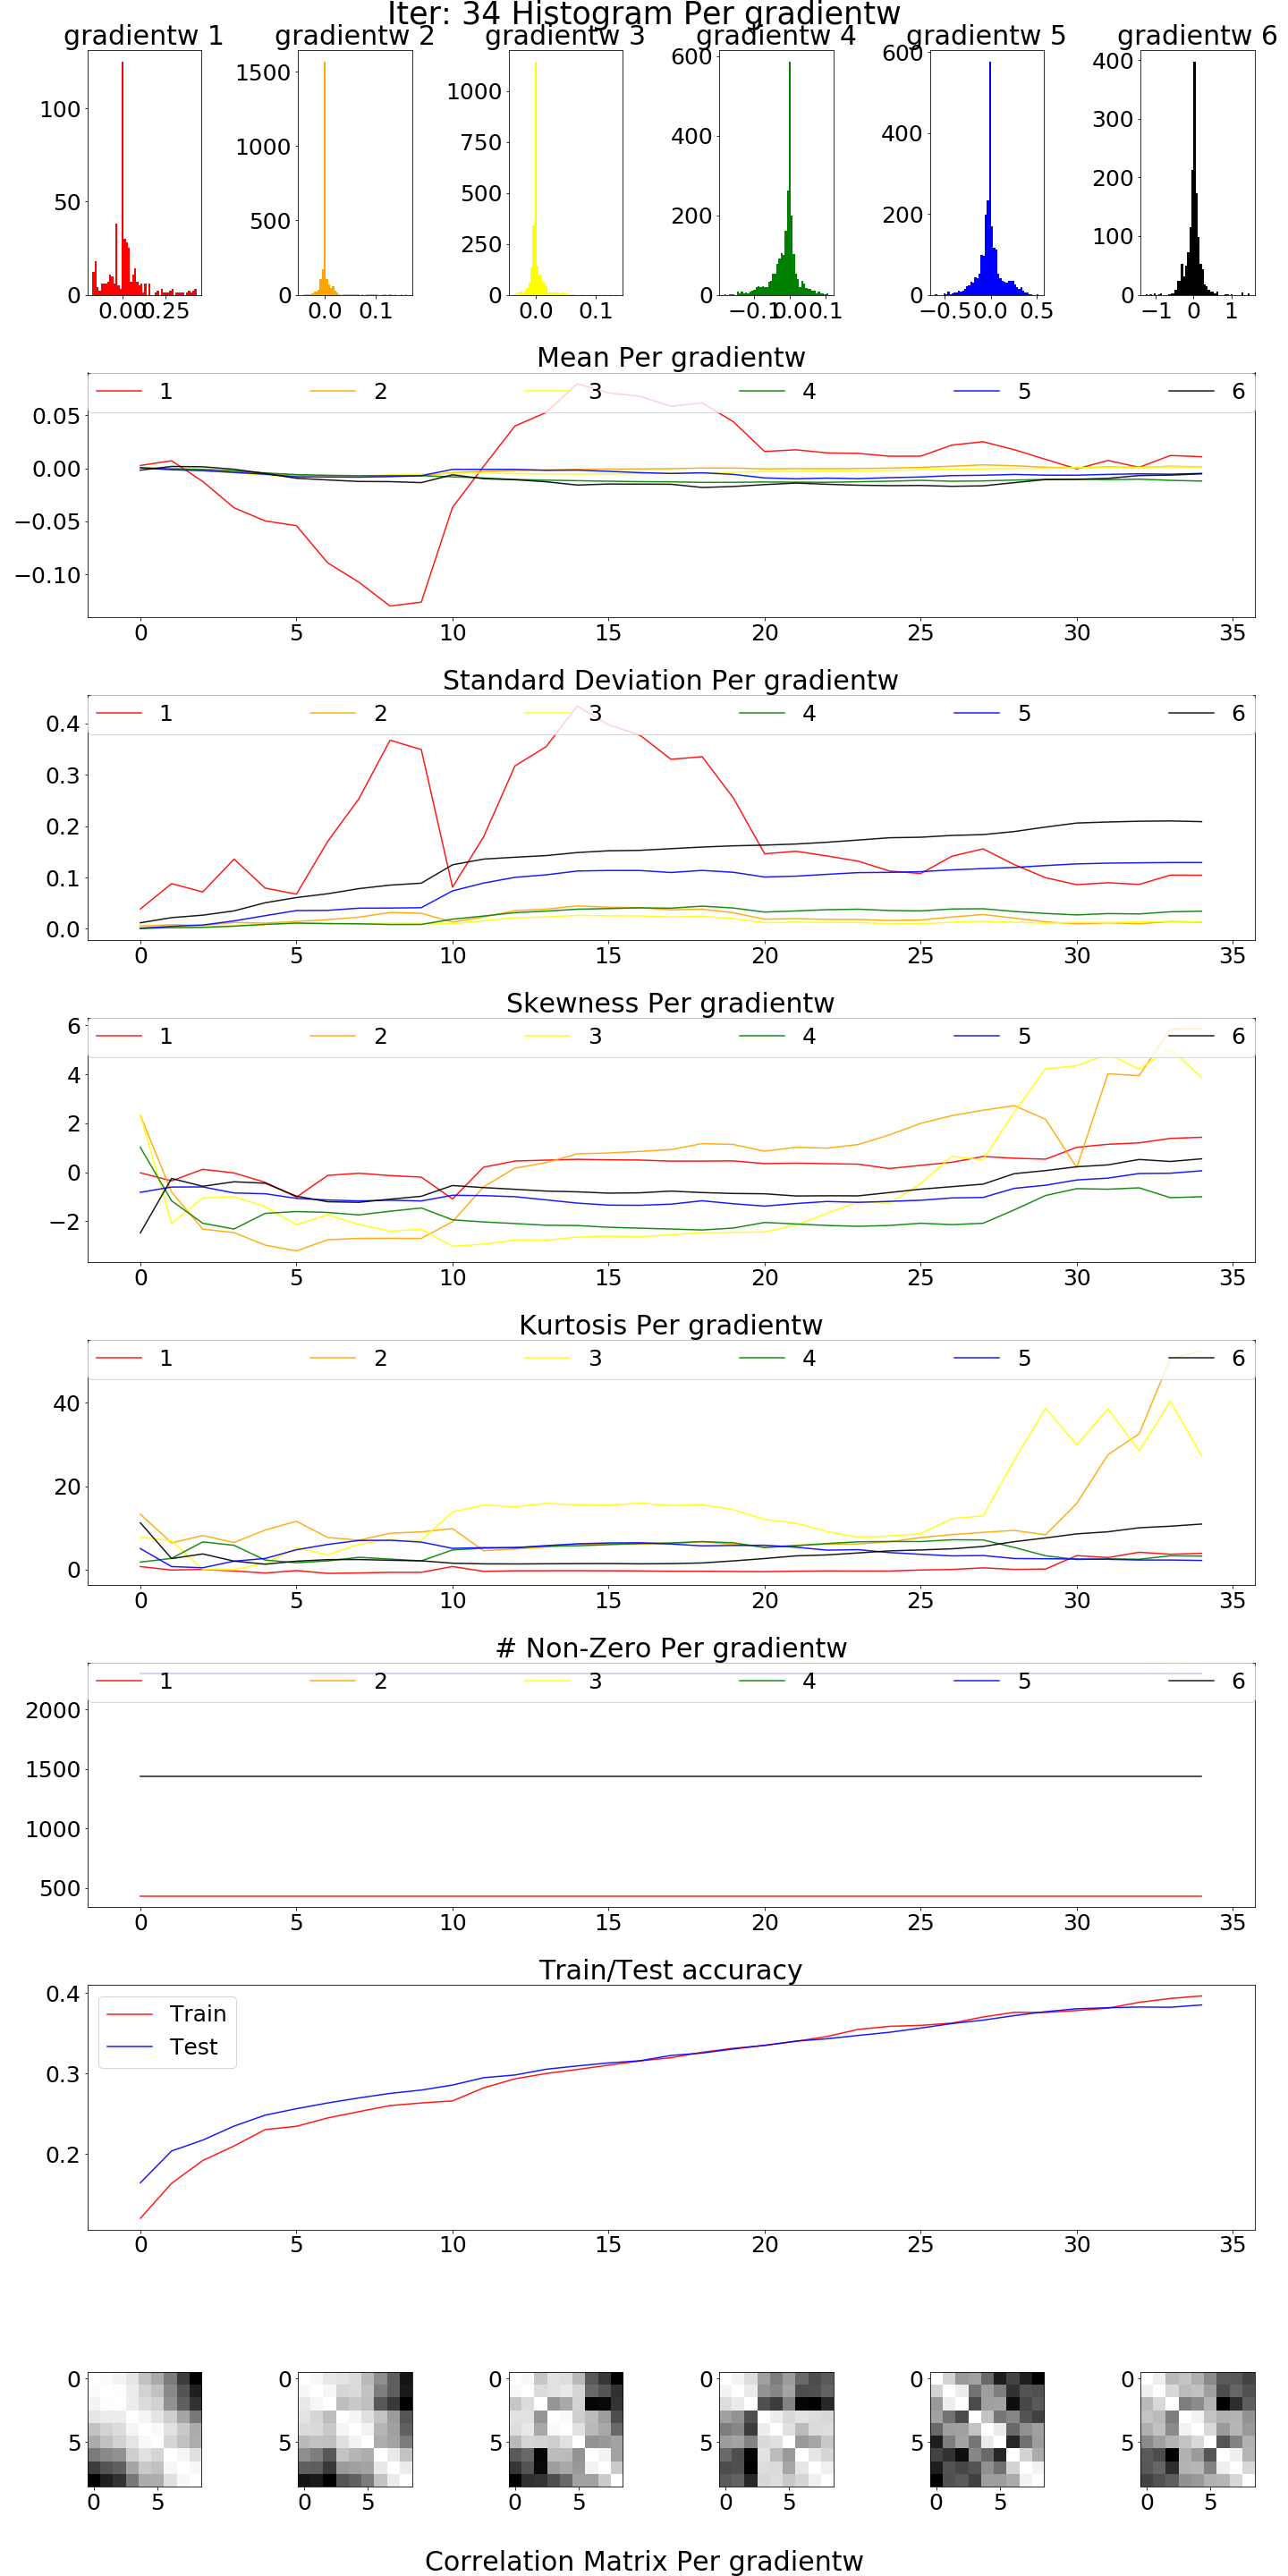 Iter: 34 Histogram Per gradientw
gradientw 1 gradientw 2 gradientw 3 gradientw 4 gradientw 5 gradientw 6
100
50
0
0.00 0.25
1500
1000
500
0
0.0 0.1
1000
750
500
250
0
0.0 0.1
600
400
200
0
−0.1 0.0 0.1
600
400
200
0
−0.5 0.0 0.5
400
300
200
100
0
−1 0 1
Mean Per gradientw
1 2 3 4 5 6
0.05
0.00
−0.05
−0.10
0 5 10 15 20 25 30 35
Standard Deviation Per gradientw
1 2 3 4 5 6
0.4
0.3
0.2
0.1
0.0
0 5 10 15 20 25 30 35
Skewness Per gradientw
1 2 3 4 5 6
6
4
2
0
−2
0 5 10 15 20 25 30 35
Kurtosis Per gradientw
1 2 3 4 5 6
40
20
0
0 5 10 15 20 25 30 35
# Non-Zero Per gradientw
1 2 3 4 5 6
2000
1500
1000
500
0 5 10 15 20 25 30 35
Train/Test accuracy
Train
Test
0.4
0.3
0.2
0 5 10 15 20 25 30 35
0 0 0 0 0 0
5 5 5 5 5 5
0 5 0 5 0 5 0 5 0 5 0 5
Correlation Matrix Per gradientw